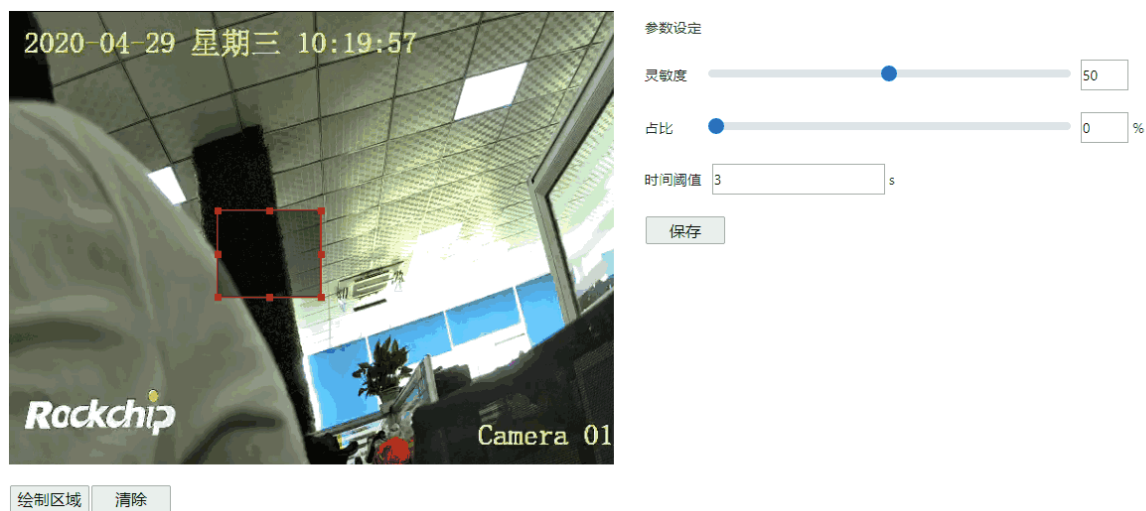 2020-04-29 星期三 10:19:57
Rockchip
Camera 01
绘制区域 清除
参数设定
灵敏度 50
占比 0 %
时间阈值 3 s
保存